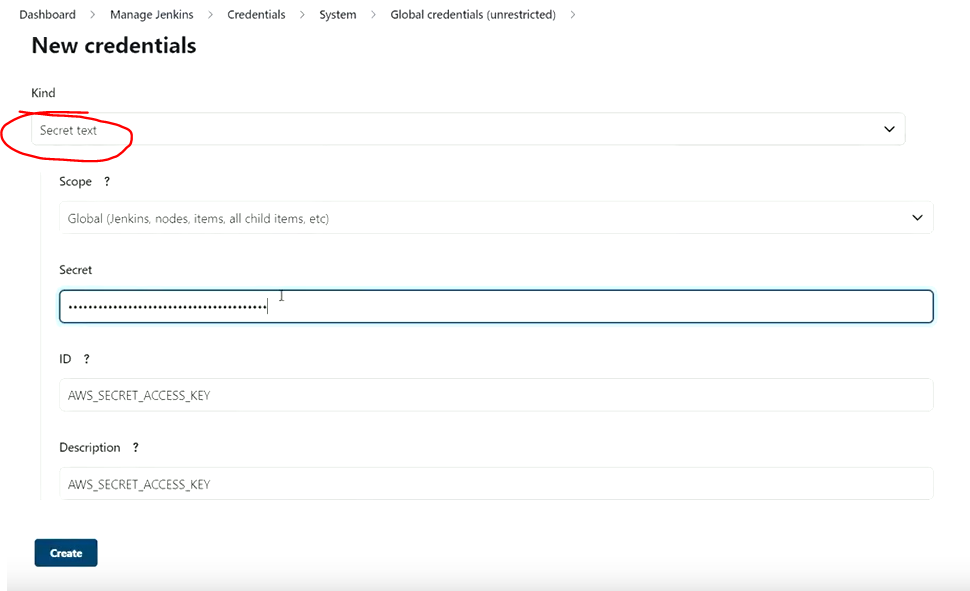 Dashboard > Manage Jenkins > Credentials > System > Global credentials (unrestricted) >
New credentials
Kind
Secret text
Scope ?
Global (Jenkins, nodes, items, all child items, etc)
Secret
••••••••••••••••••••••••••••••••••••••••
ID ?
AWS_SECRET_ACCESS_KEY
Description ?
AWS_SECRET_ACCESS_KEY
Create